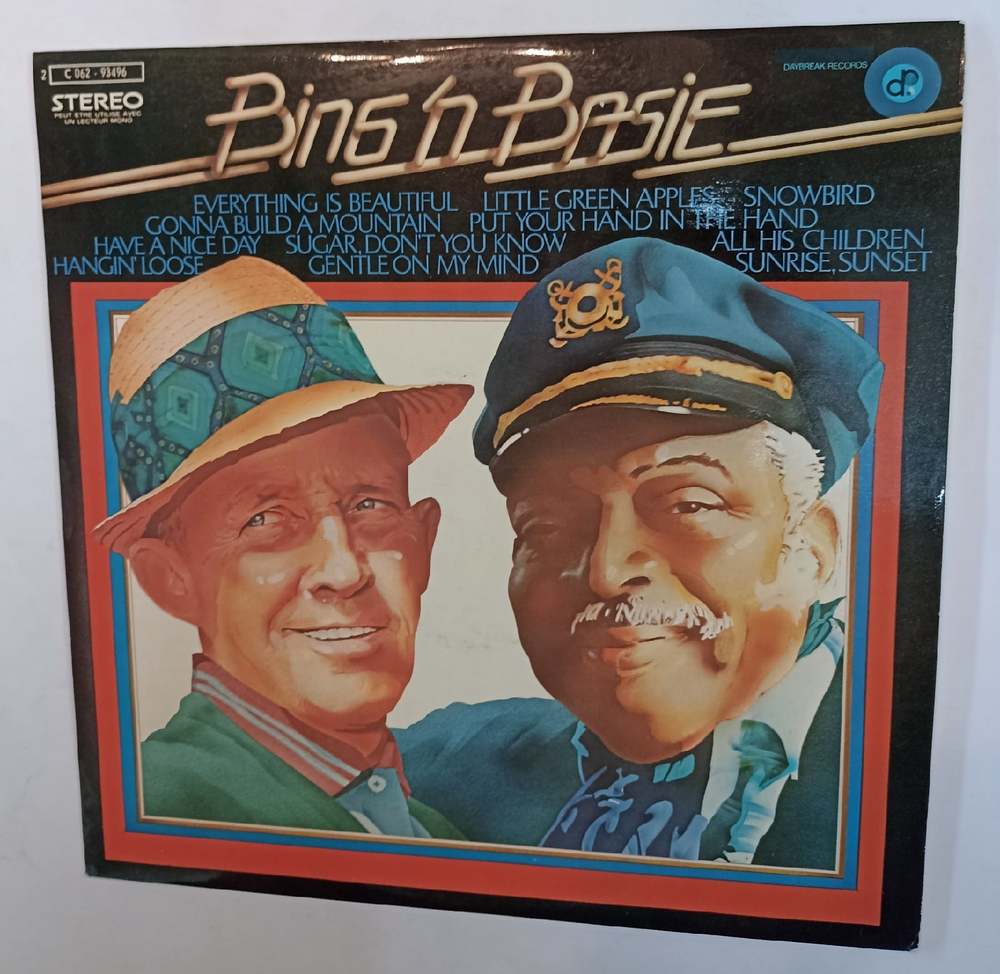 2 C 062 - 93496
STEREO
PEUT ETRE UTILISE AVEC
UN LECTEUR MONO
Bing 'n Basie
DAYBREAK RECORDS
dR
EVERYTHING IS BEAUTIFUL LITTLE GREEN APPLES SNOWBIRD
GONNA BUILD A MOUNTAIN PUT YOUR HAND IN THE HAND
HAVE A NICE DAY SUGAR, DON'T YOU KNOW ALL HIS CHILDREN
HANGIN' LOOSE GENTLE ON MY MIND SUNRISE, SUNSET